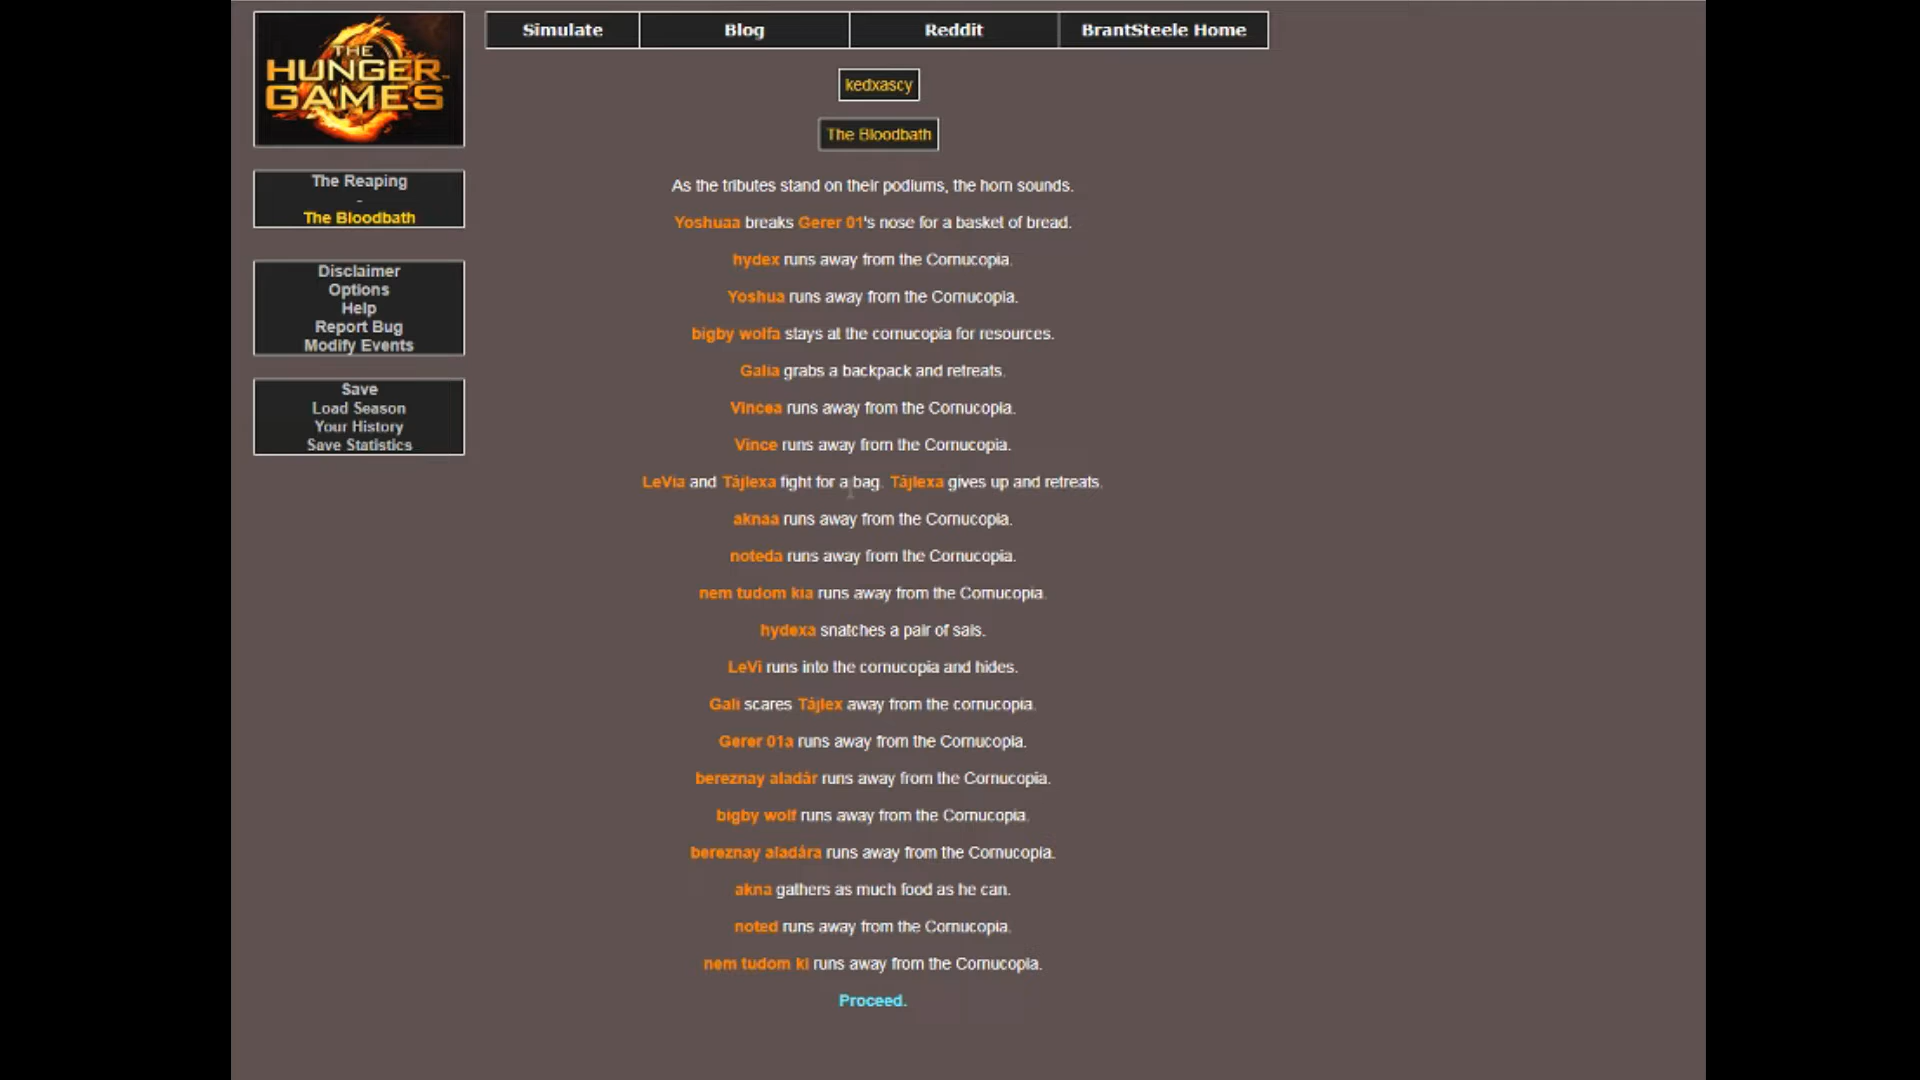 THE
HUNGER
GAMES
Simulate
Blog
Reddit
BrantSteele Home
The Reaping
-
The Bloodbath
Disclaimer
Options
Help
Report Bug
Modify Events
Save
Load Season
Your History
Save Statistics
kedxascy
The Bloodbath
As the tributes stand on their podiums, the horn sounds.
Yoshuaa breaks Gerer 01's nose for a basket of bread.
hydex runs away from the Cornucopia.
Yoshua runs away from the Cornucopia.
bigby wolfa stays at the cornucopia for resources.
Galia grabs a backpack and retreats.
Vincea runs away from the Cornucopia.
Vince runs away from the Cornucopia.
LeVia and Tájlexa fight for a bag. Tájlexa gives up and retreats.
aknaa runs away from the Cornucopia.
noteda runs away from the Cornucopia.
nem tudom kia runs away from the Cornucopia.
hydexa snatches a pair of sais.
LeVi runs into the cornucopia and hides.
Gali scares Tájlex away from the cornucopia.
Gerer 01a runs away from the Cornucopia.
bereznay aladár runs away from the Cornucopia.
bigby wolf runs away from the Cornucopia.
bereznay aladára runs away from the Cornucopia.
akna gathers as much food as he can.
noted runs away from the Cornucopia.
nem tudom ki runs away from the Cornucopia.
Proceed.